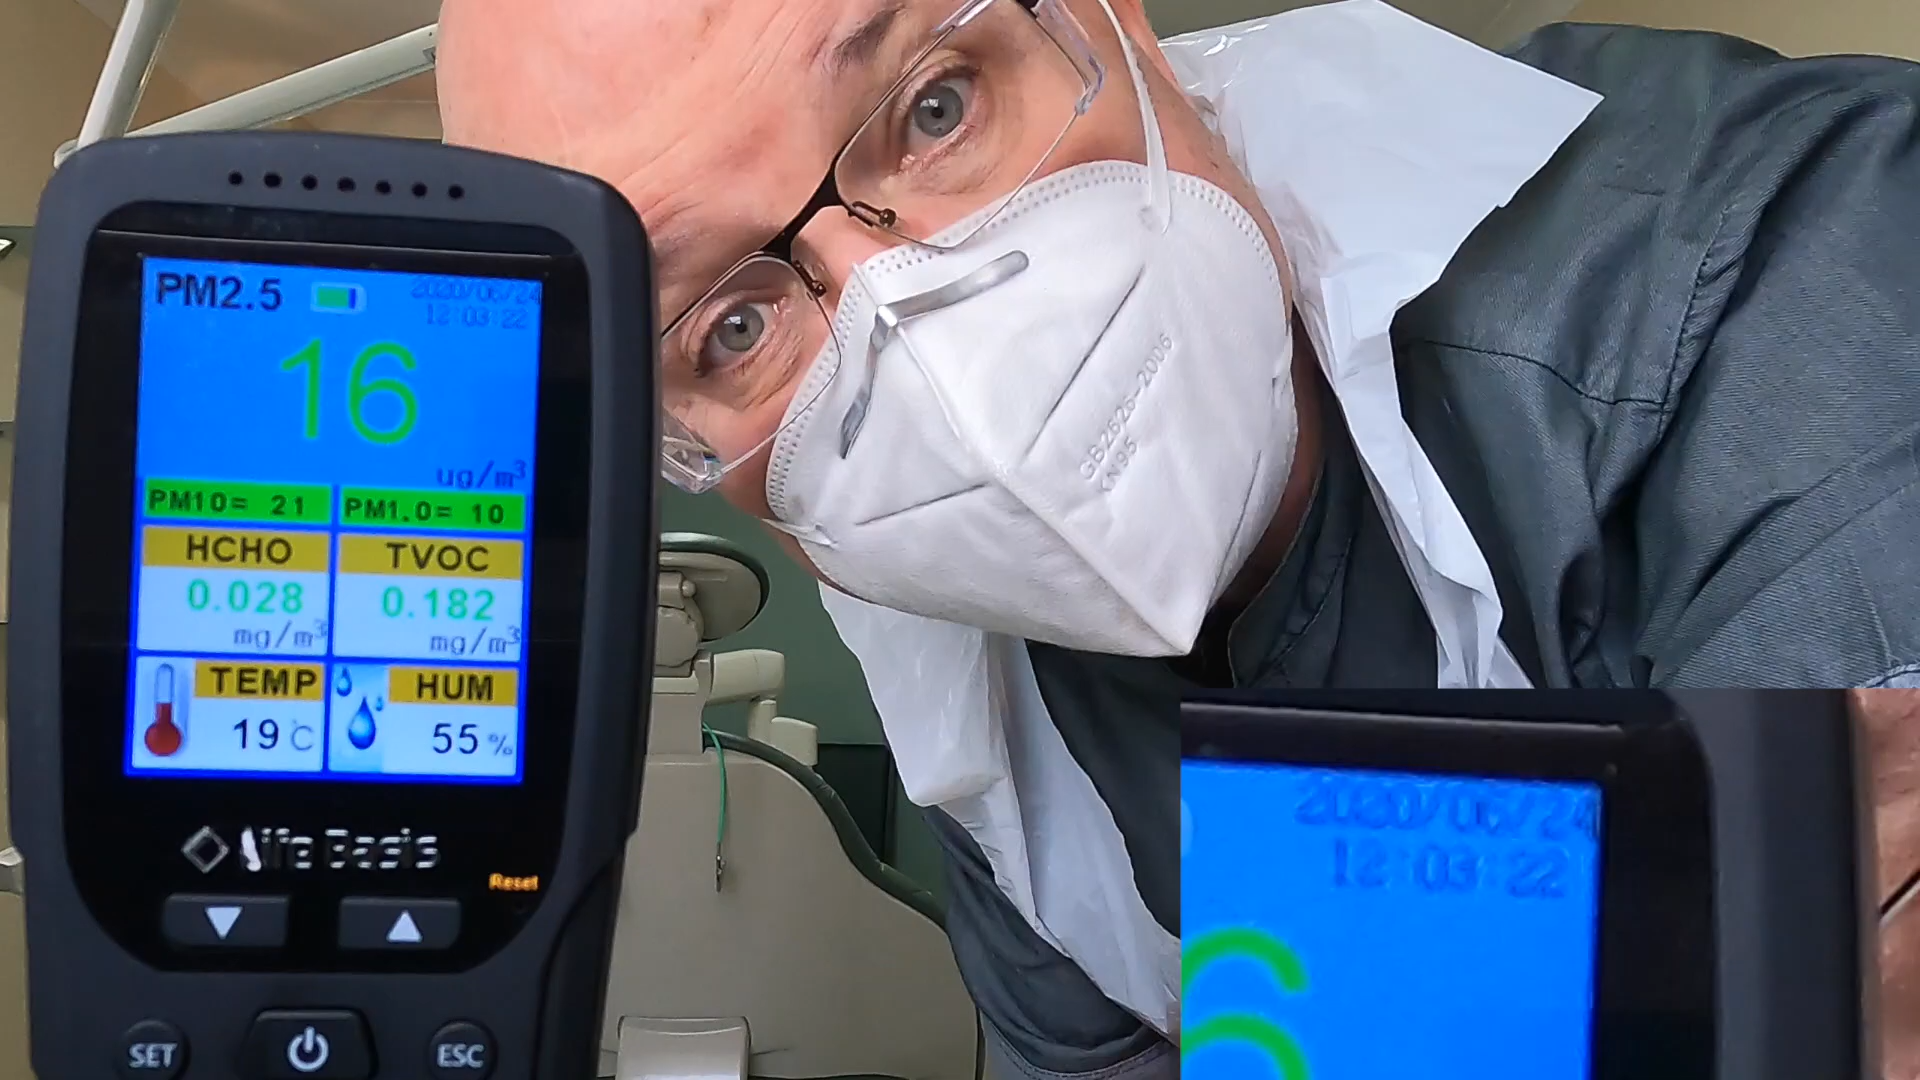 PM2.5
2020/06/24
12:03:22
16
ug/m³
PM10= 21
PM1.0= 10
HCHO
TVOC
0.028
0.182
mg/m³
mg/m³
TEMP
HUM
19 C
55 %
Basis
Reset
SET
ESC
GB2626-2006
KN95
2020/06/24
12:03:22
6